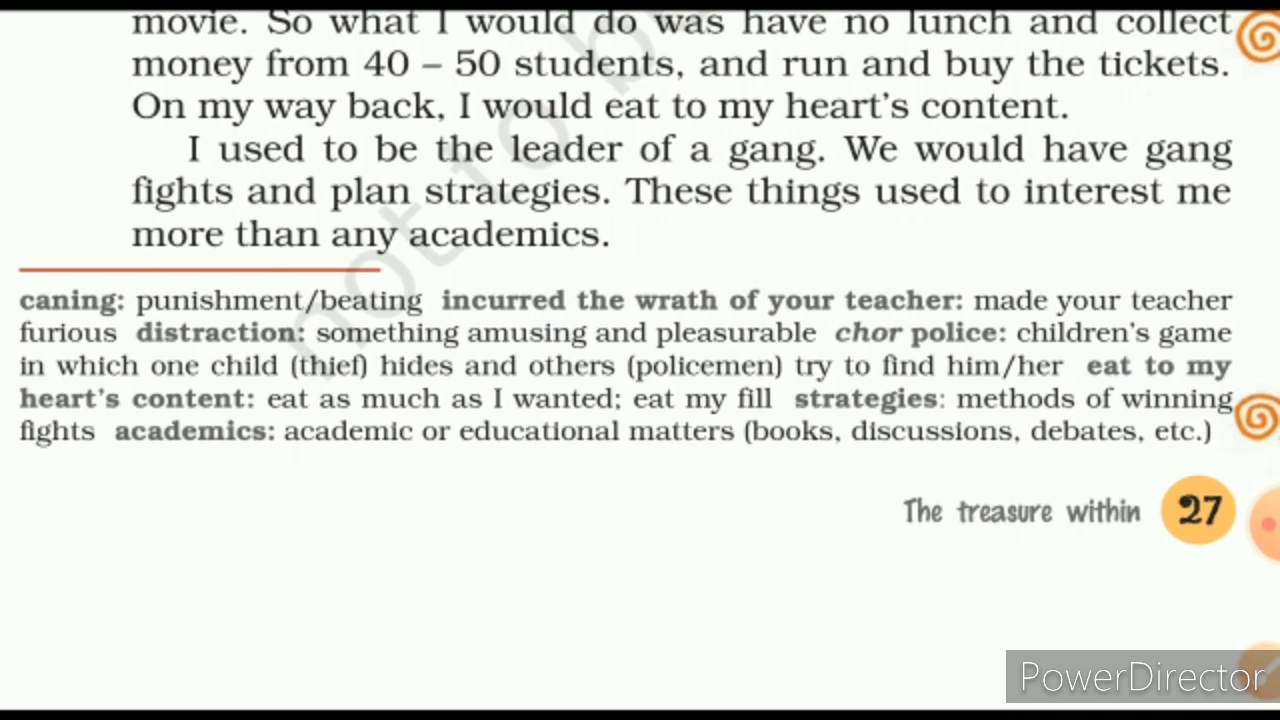 movie. So what I would do was have no lunch and collect
money from 40 – 50 students, and run and buy the tickets.
On my way back, I would eat to my heart's content.
I used to be the leader of a gang. We would have gang
fights and plan strategies. These things used to interest me
more than any academics.
caning: punishment/beating incurred the wrath of your teacher: made your teacher
furious distraction: something amusing and pleasurable chor police: children's game
in which one child (thief) hides and others (policemen) try to find him/her eat to my
heart's content: eat as much as I wanted; eat my fill strategies: methods of winning
fights academics: academic or educational matters (books, discussions, debates, etc.)
The treasure within 27
not to b
PowerDirector